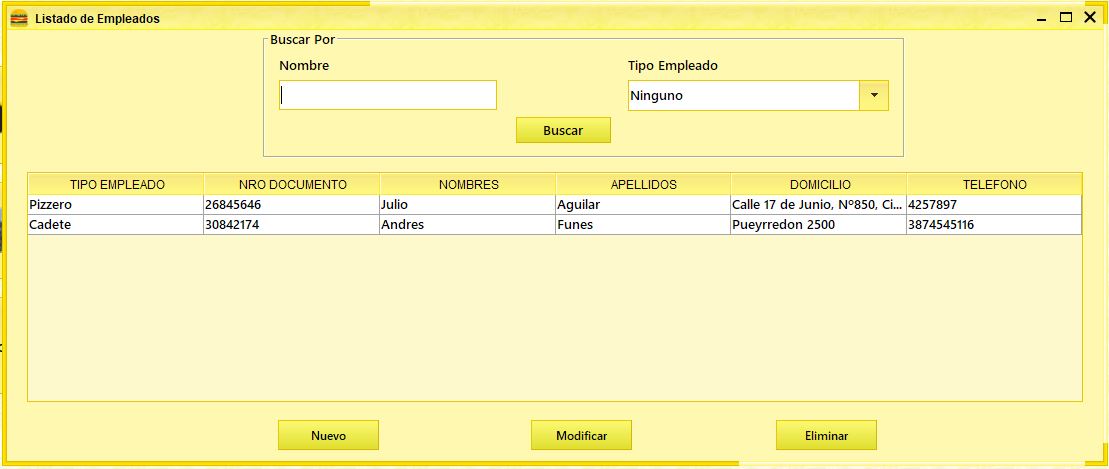 Listado de Empleados
Buscar Por
Nombre Tipo Empleado
Ninguno
Buscar
TIPO EMPLEADO NRO DOCUMENTO NOMBRES APELLIDOS DOMICILIO TELEFONO
Pizzero 26845646 Julio Aguilar Calle 17 de Junio, Nº850, Ci... 4257897
Cadete 30842174 Andres Funes Pueyrredon 2500 3874545116
Nuevo Modificar Eliminar